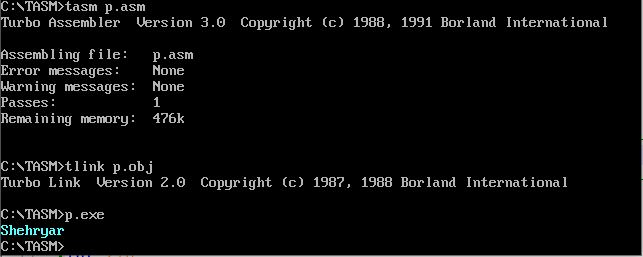 C:\TASM>tasm p.asm
Turbo Assembler  Version 3.0  Copyright (c) 1988, 1991 Borland International
Assembling file:   p.asm
Error messages:    None
Warning messages:  None
Passes:            1
Remaining memory:  476k
C:\TASM>tlink p.obj
Turbo Link  Version 2.0  Copyright (c) 1987, 1988 Borland International
C:\TASM>p.exe
Shehryar
C:\TASM>